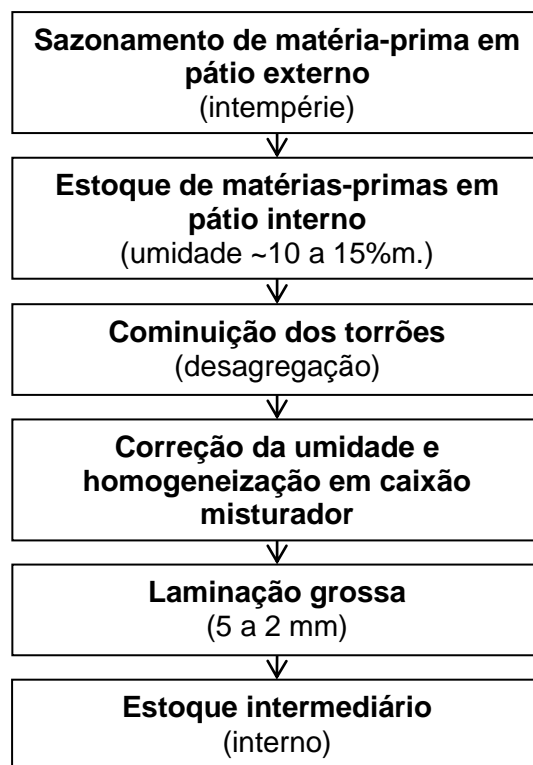 Sazonamento de matéria-prima em
pátio externo
(intempérie)
Estoque de matérias-primas em
pátio interno
(umidade ~10 a 15%m.)
Cominuição dos torrões
(desagregação)
Correção da umidade e
homogeneização em caixão
misturador
Laminação grossa
(5 a 2 mm)
Estoque intermediário
(interno)